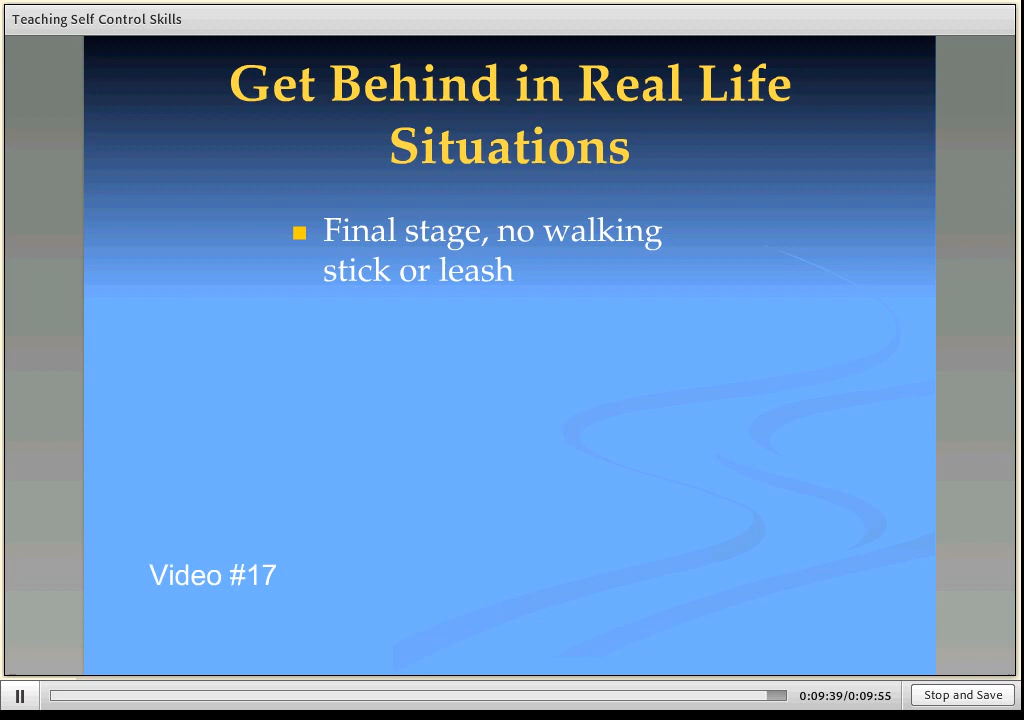 Teaching Self Control Skills
Get Behind in Real Life
Situations
Final stage, no walking
stick or leash
Video #17
0:09:39/0:09:55
Stop and Save